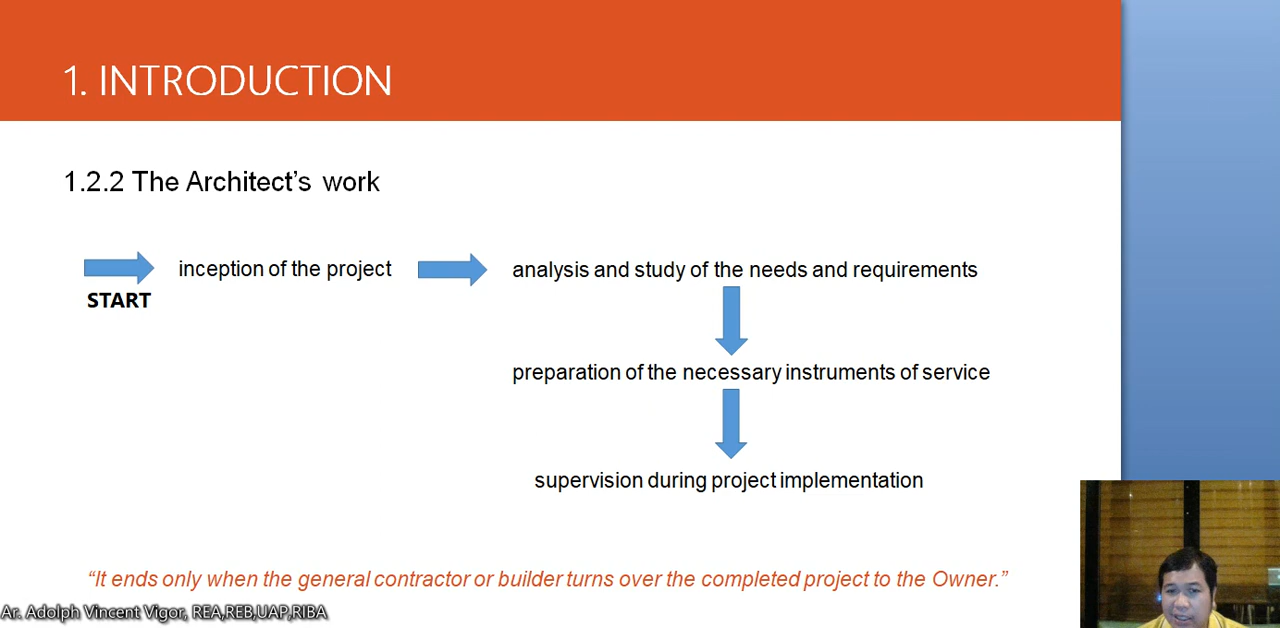 1. INTRODUCTION
1.2.2 The Architect's work
START
inception of the project
analysis and study of the needs and requirements
preparation of the necessary instruments of service
supervision during project implementation
“It ends only when the general contractor or builder turns over the completed project to the Owner.”
Ar. Adolph Vincent Vigor, REA,REB,UAP,RIBA